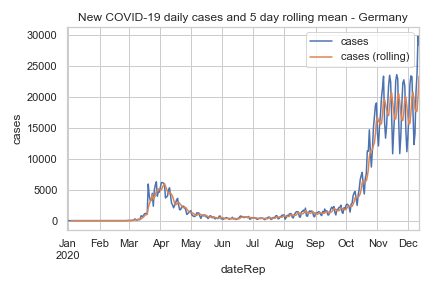 New COVID-19 daily cases and 5 day rolling mean - Germany
cases
cases (rolling)
30000
25000
20000
15000
10000
5000
0
cases
Jan Feb Mar Apr May Jun Jul Aug Sep Oct Nov Dec
2020
dateRep